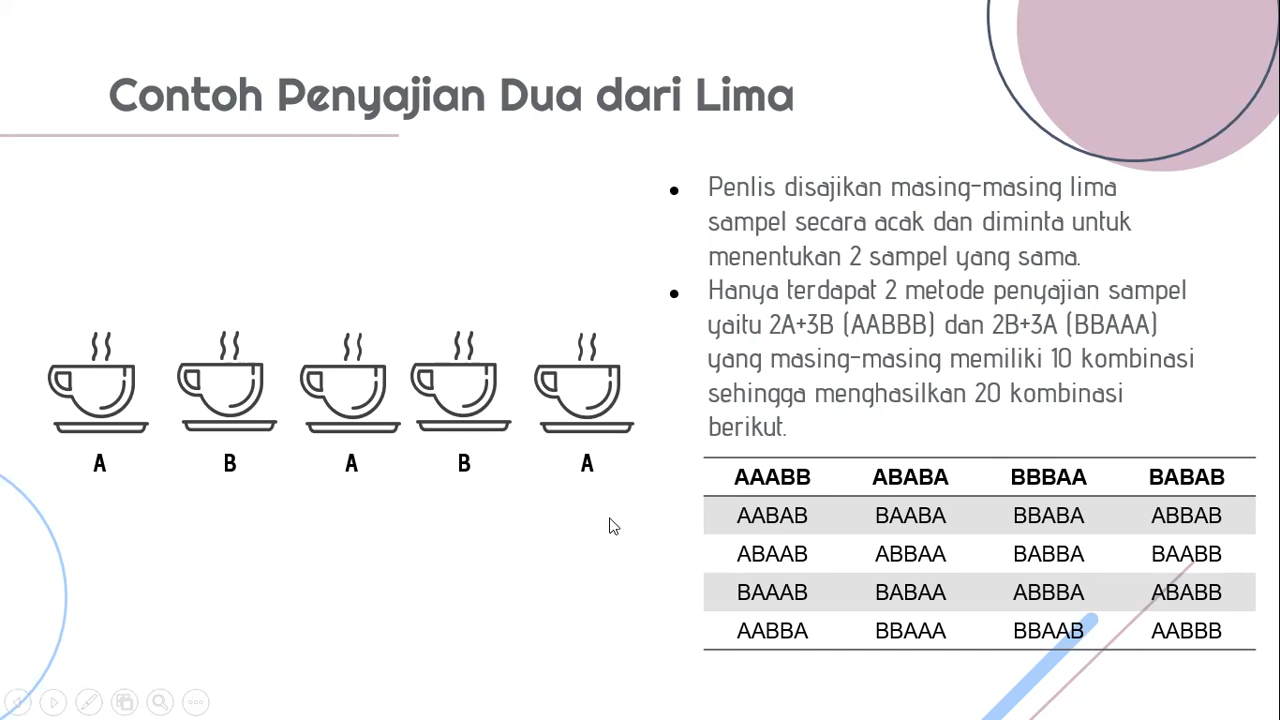 Contoh Penyajian Dua dari Lima
Penlis disajikan masing-masing lima
sampel secara acak dan diminta untuk
menentukan 2 sampel yang sama.
Hanya terdapat 2 metode penyajian sampel
yaitu 2A+3B (AABBB) dan 2B+3A (BBAAA)
yang masing-masing memiliki 10 kombinasi
sehingga menghasilkan 20 kombinasi
berikut.
A B A B A
AAABB ABABA BBBAA BABAB
AABAB BAABA BBABA ABBAB
ABAAB ABBAA BABBA BAABB
BAAAB BABAA ABBBA ABABB
AABBA BBAAA BBAAB AABBB